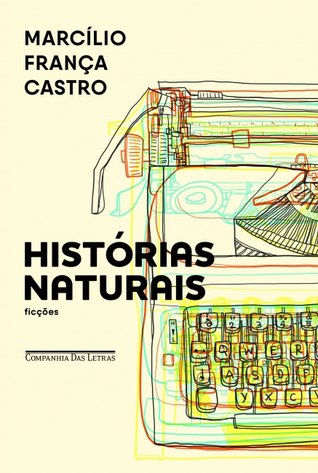 MARCÍLIO
FRANÇA
CASTRO
HISTÓRIAS
NATURAIS
ficções
COMPANHIA DAS LETRAS